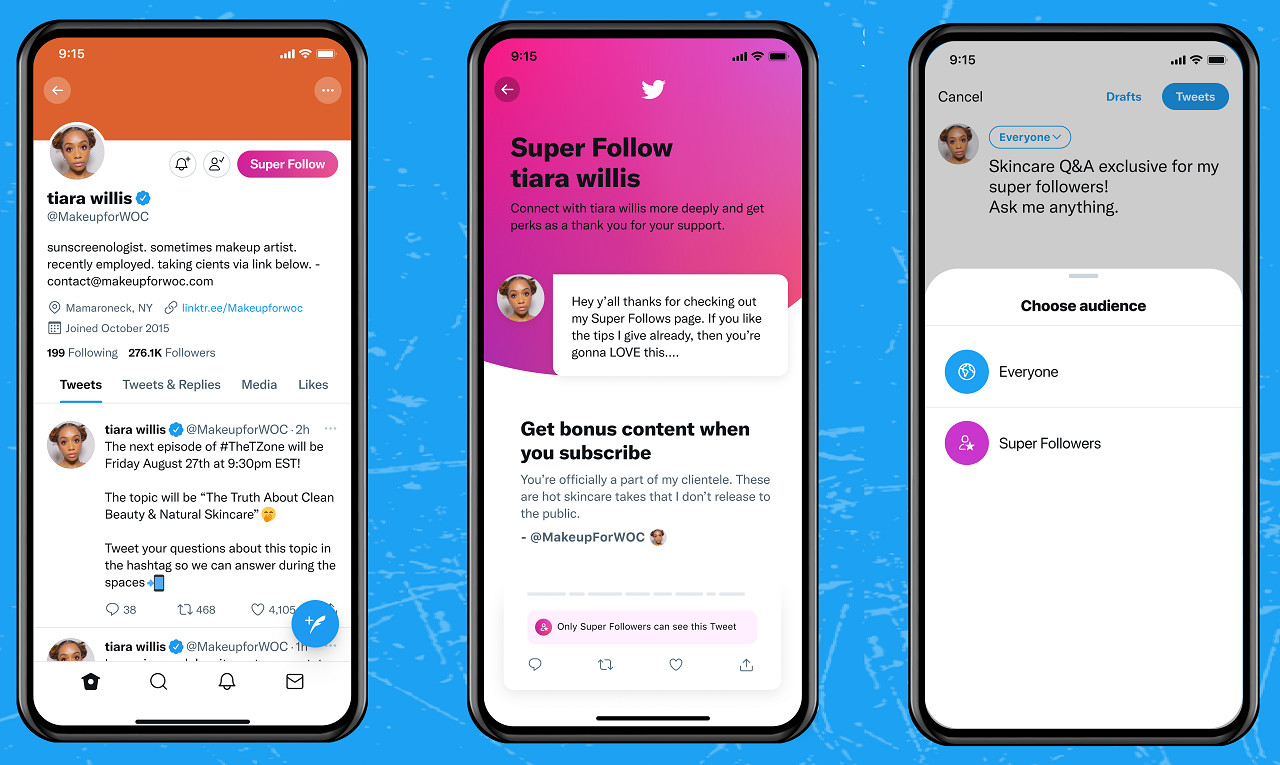 9:15
Super Follow
tiara willis
@MakeupforWOC
sunscreenologist. sometimes makeup artist.
recently employed. taking cients via link below. -
contact@makeupforwoc.com
Mamaroneck, NY linktr.ee/Makeupforwoc
Joined October 2015
199 Following 276.1K Followers
Tweets Tweets & Replies Media Likes
tiara willis @MakeupforWOC · 2h
The next episode of #TheTZone will be
Friday August 27th at 9:30pm EST!
The topic will be “The Truth About Clean
Beauty & Natural Skincare”🤭
Tweet your questions about this topic in
the hashtag so we can answer during the
spaces📲
38 468 4,105
tiara willis @MakeupforWOC · 1h
9:15
Super Follow
tiara willis
Connect with tiara willis more deeply and get
perks as a thank you for your support.
Hey y’all thanks for checking out
my Super Follows page. If you like
the tips I give already, then you’re
gonna LOVE this....
Get bonus content when
you subscribe
You’re officially a part of my clientele. These
are hot skincare takes that I don’t release to
the public.
- @MakeupForWOC
Only Super Followers can see this Tweet
9:15
Cancel Drafts Tweets
Everyone
Skincare Q&A exclusive for my
super followers!
Ask me anything.
Choose audience
Everyone
Super Followers